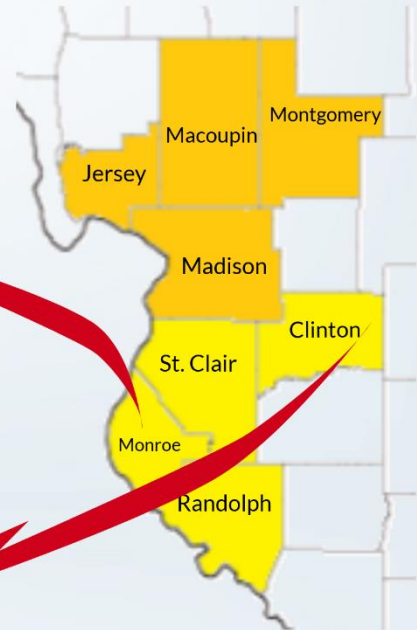 Montgomery
Macoupin
Jersey
Madison
Clinton
St. Clair
Monroe
Randolph